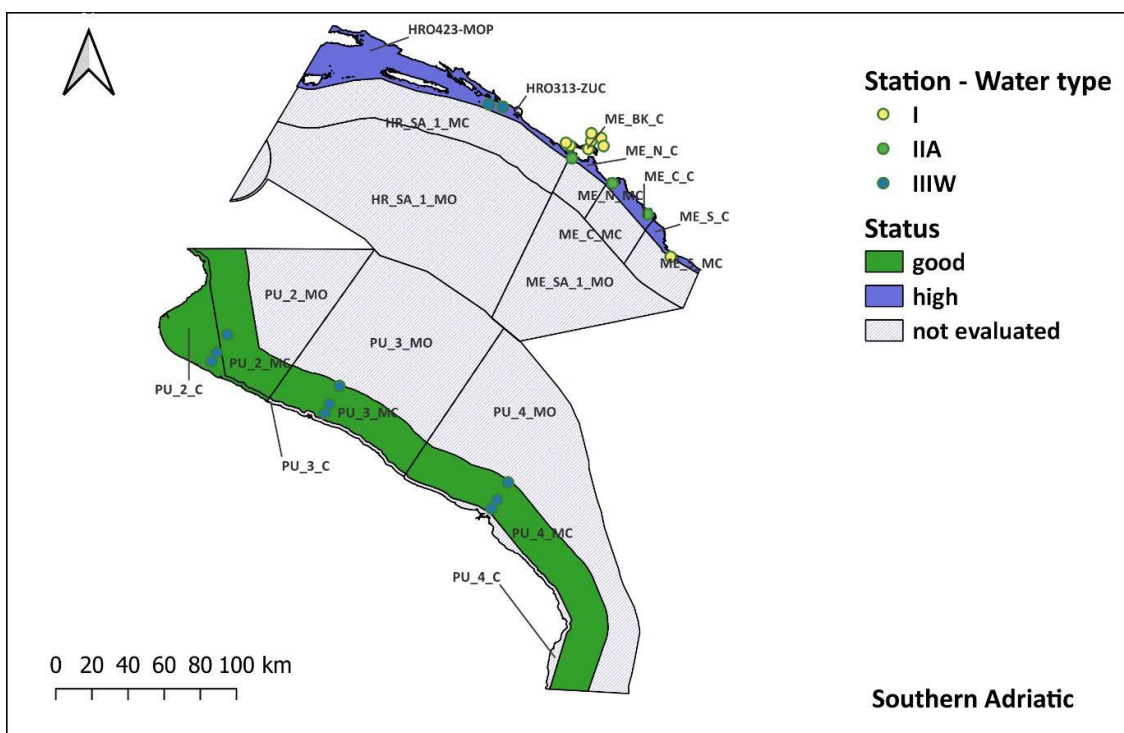 HRO423-MOP
HRO313-ZUC
HR_SA_1_MC
ME_BK_C
ME_N_C
ME_C_C
ME_N_MC
HR_SA_1_MO
ME_S_C
ME_C_MC
ME_S_MC
ME_SA_1_MO
PU_2_MO
PU_3_MO
PU_2_MC
PU_2_C
PU_3_MC
PU_4_MO
PU_3_C
PU_4_MC
PU_4_C
Station - Water type
I
IIA
IIIW
Status
good
high
not evaluated
0 20 40 60 80 100 km
Southern Adriatic